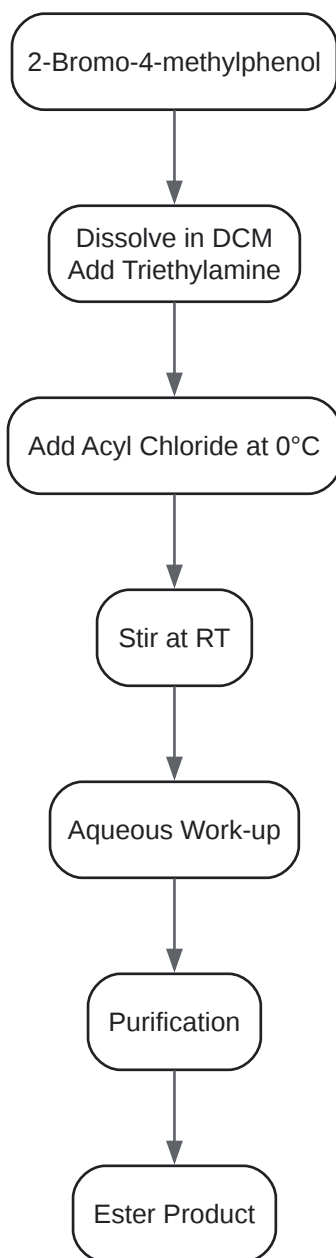 2-Bromo-4-methylphenol
Dissolve in DCM
Add Triethylamine
Add Acyl Chloride at 0°C
Stir at RT
Aqueous Work-up
Purification
Ester Product